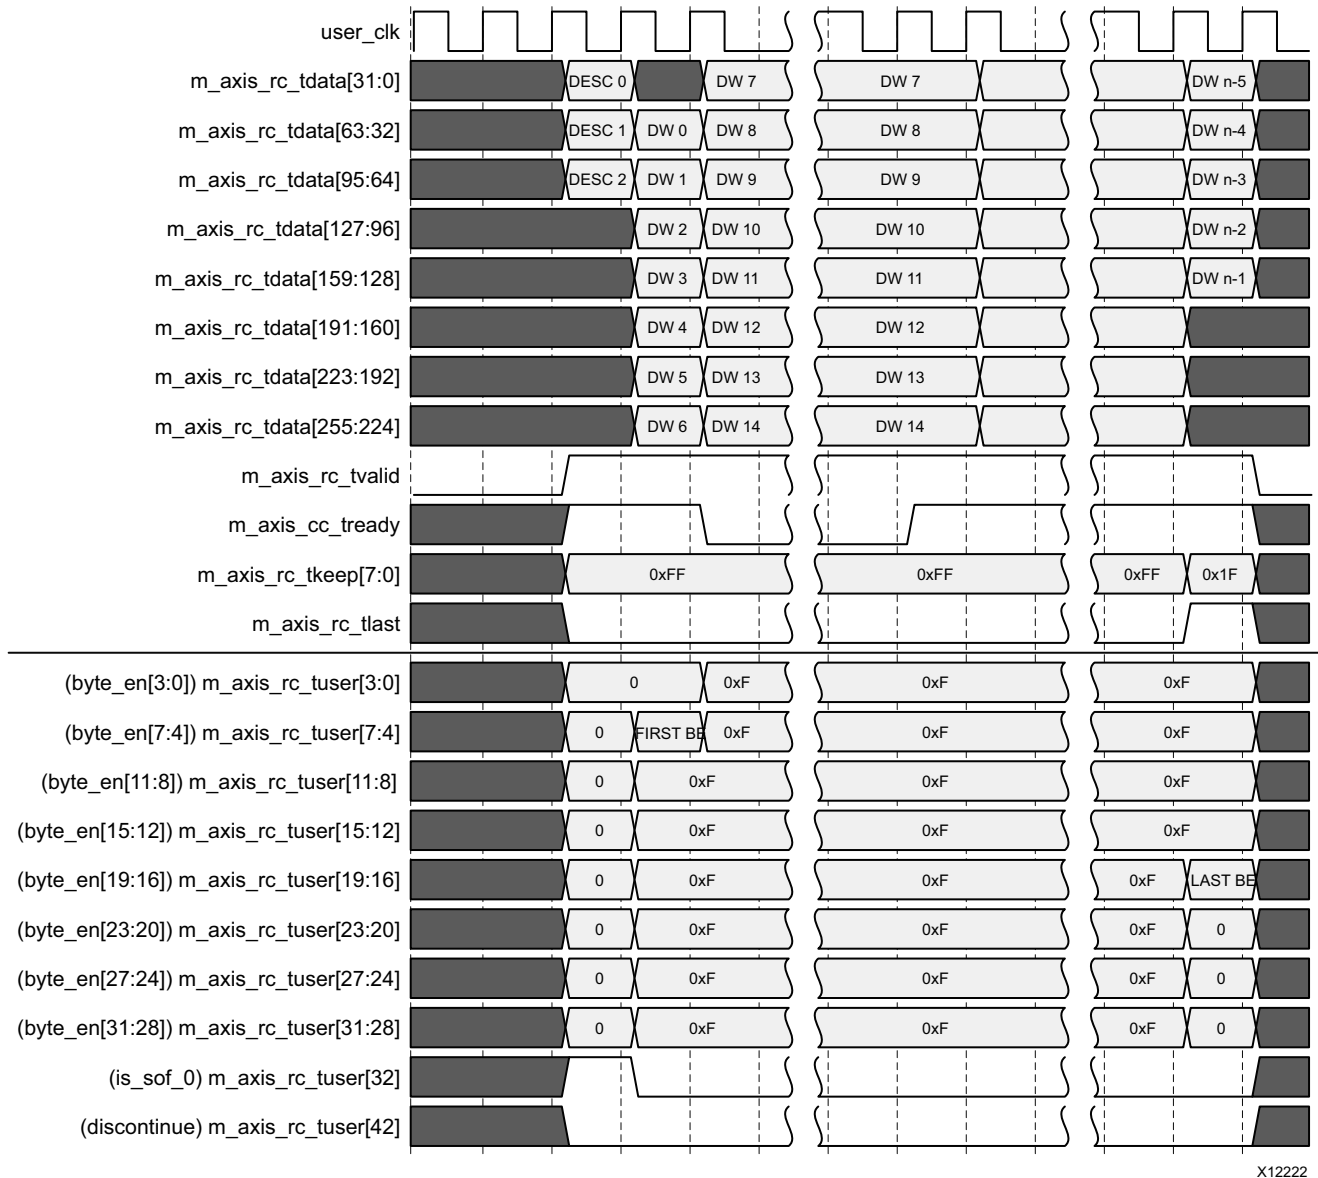 user_clk
m_axis_rc_tdata[31:0] DESC 0 DW 7 DW 7 DW n-5
m_axis_rc_tdata[63:32] DESC 1 DW 0 DW 8 DW 8 DW n-4
m_axis_rc_tdata[95:64] DESC 2 DW 1 DW 9 DW 9 DW n-3
m_axis_rc_tdata[127:96] DW 2 DW 10 DW 10 DW n-2
m_axis_rc_tdata[159:128] DW 3 DW 11 DW 11 DW n-1
m_axis_rc_tdata[191:160] DW 4 DW 12 DW 12
m_axis_rc_tdata[223:192] DW 5 DW 13 DW 13
m_axis_rc_tdata[255:224] DW 6 DW 14 DW 14
m_axis_rc_tvalid
m_axis_cc_tready
m_axis_rc_tkeep[7:0] 0xFF 0xFF 0xFF 0x1F
m_axis_rc_tlast
(byte_en[3:0]) m_axis_rc_tuser[3:0] 0 0xF 0xF 0xF
(byte_en[7:4]) m_axis_rc_tuser[7:4] 0 FIRST BE 0xF 0xF 0xF
(byte_en[11:8]) m_axis_rc_tuser[11:8] 0 0xF 0xF 0xF
(byte_en[15:12]) m_axis_rc_tuser[15:12] 0 0xF 0xF 0xF
(byte_en[19:16]) m_axis_rc_tuser[19:16] 0 0xF 0xF 0xF LAST BE
(byte_en[23:20]) m_axis_rc_tuser[23:20] 0 0xF 0xF 0xF 0
(byte_en[27:24]) m_axis_rc_tuser[27:24] 0 0xF 0xF 0xF 0
(byte_en[31:28]) m_axis_rc_tuser[31:28] 0 0xF 0xF 0xF 0
(is_sof_0) m_axis_rc_tuser[32]
(discontinue) m_axis_rc_tuser[42]
X12222